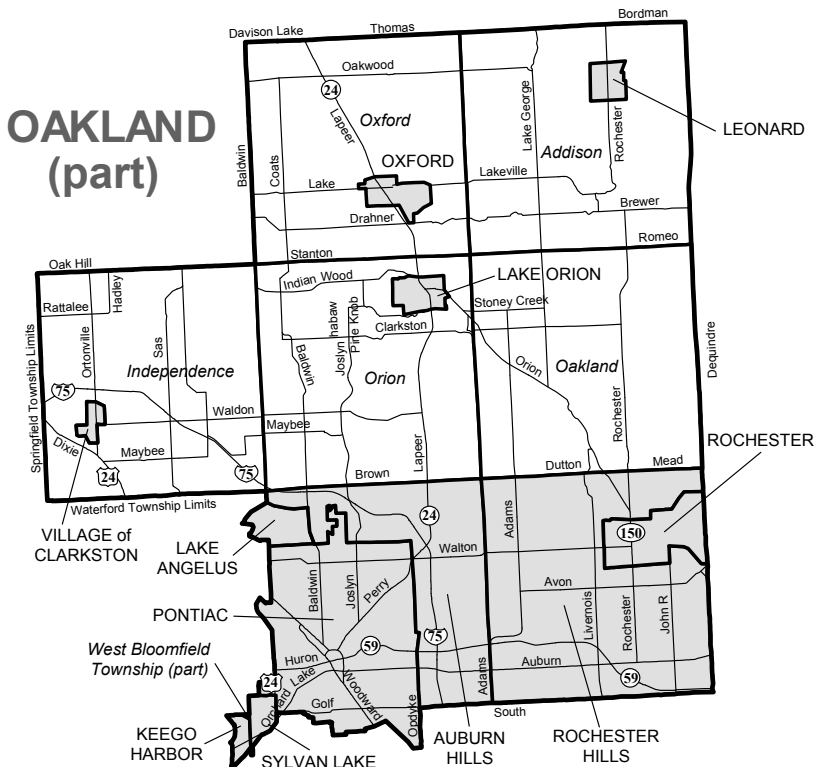 Bordman
Davison Lake
Thomas
Oakwood
24
Lapeer
Lake George
Rochester
OAKLAND
(part)
LEONARD
Oxford
Addison
Baldwin
Coats
OXFORD
Lake
Lakeville
Drahner
Brewer
Romeo
Stanton
Oak Hill
Indian Wood
LAKE ORION
Hadley
Rattalee
Stoney Creek
habaw
Pine Knob
Clarkston
Springfield Township Limits
Ortonville
Sas
Baldwin
Joslyn
Orion
Oakland
Dequindre
Independence
Orion
75
Waldon
Maybee
Rochester
Lapeer
ROCHESTER
Dixie
Maybee
24
75
Brown
Dutton
Mead
Waterford Township Limits
VILLAGE of
CLARKSTON
LAKE
ANGELUS
24
Adams
150
Walton
Baldwin
Joslyn
Perry
Avon
Livernois
Rochester
John R
PONTIAC
59
75
West Bloomfield
Township (part)
Huron
Auburn
24
Orchard Lake
Woodward
Adams
59
Golf
Opdyke
South
KEEGO
HARBOR
SYLVAN LAKE
AUBURN
HILLS
ROCHESTER
HILLS